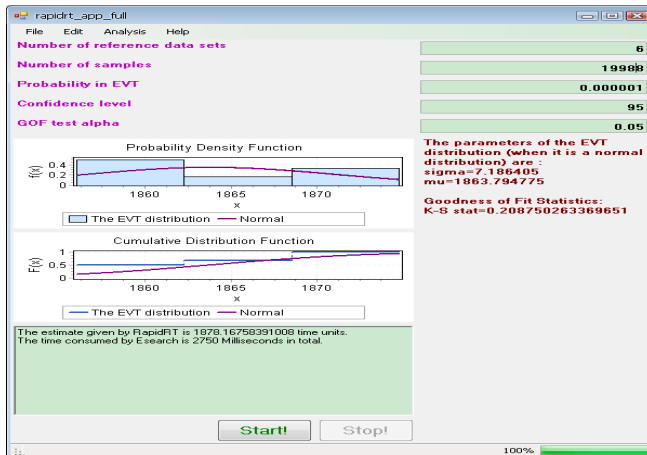 rapidrt_app_full
File Edit Analysis Help
Number of reference data sets 6
Number of samples 19988
Probability in EVT 0.000001
Confidence level 95
GOF test alpha 0.05
Probability Density Function
f(x)
0.4
0.2
0
1860 1865 1870
x
The EVT distribution Normal
Cumulative Distribution Function
F(x)
1
0.5
0
1860 1865 1870
x
The EVT distribution Normal
The parameters of the EVT
distribution (when it is a normal
distribution) are :
sigma=7.186405
mu=1863.794775
Goodness of Fit Statistics:
K-S stat=0.208750263369651
The estimate given by RapidRT is 1878.16758391008 time units.
The time consumed by Esearch is 2750 Milliseconds in total.
Start! Stop!
100%